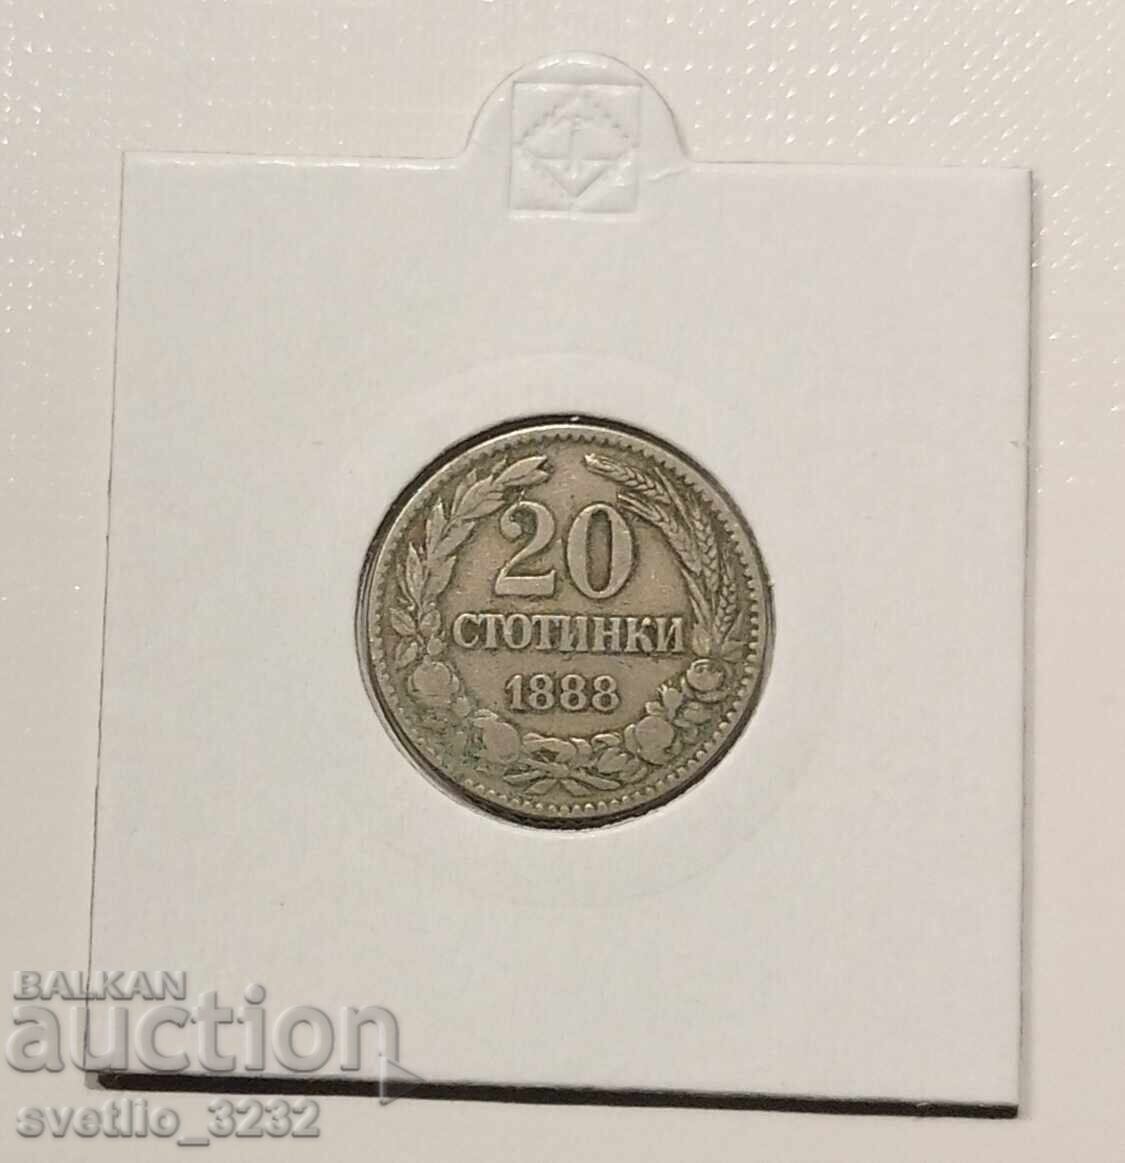 20
СТОТИНКИ
1888
BALKAN
auction
svetlio_3232